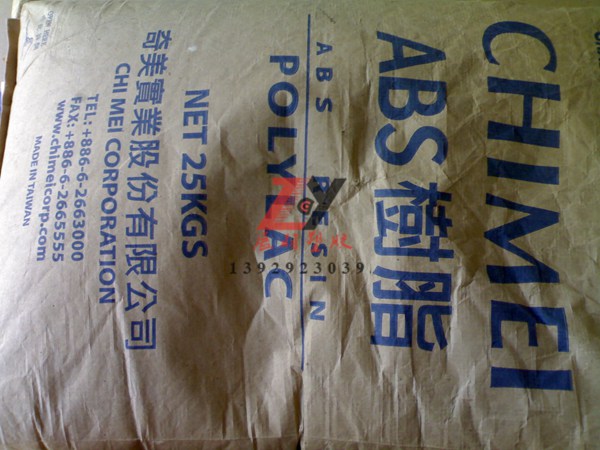 CHIMEI
ABS樹脂
ABS RESIN
POLYLAC
NET 25KGS
奇美實業股份有限公司
CHI MEI CORPORATION
TEL: +886-6-2663000
FAX: +886-6-2665555
www.chimeicorp.com
MADE IN TAIWAN
ZY
1392923039